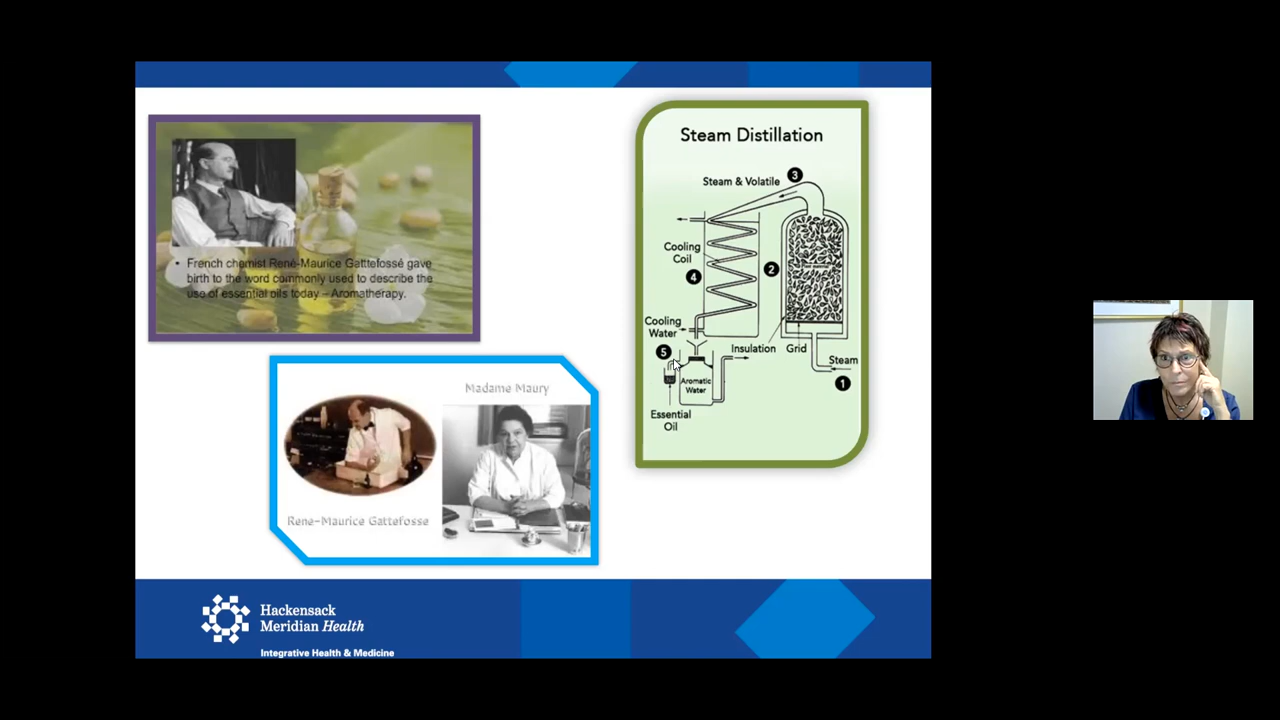 • French chemist René-Maurice Gattefossé gave
birth to the word commonly used to describe the
use of essential oils today – Aromatherapy.
Madame Maury
Rene-Maurice Gattefosse
Steam Distillation
Steam & Volatile
3
Cooling
Coil
4
2
Cooling
Water
5
Insulation
Grid
Steam
1
Aromatic
Water
Essential
Oil
Hackensack
Meridian Health
Integrative Health & Medicine